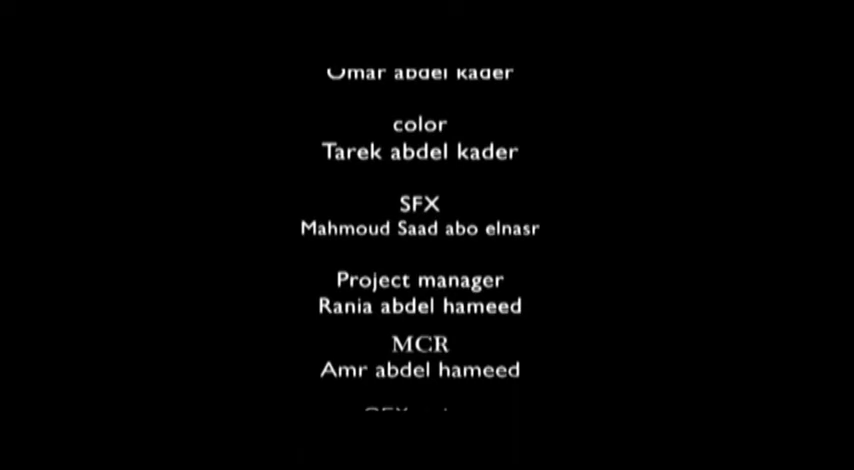 Omar abdel kader
color
Tarek abdel kader
SFX
Mahmoud Saad abo elnasr
Project manager
Rania abdel hameed
MCR
Amr abdel hameed